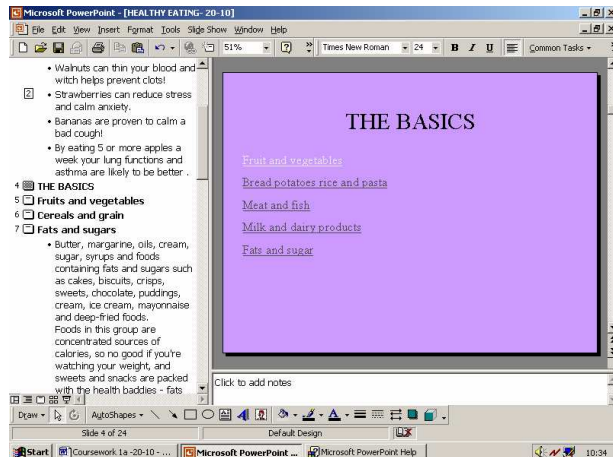 Microsoft PowerPoint - [HEALTHY EATING- 20-10]
File Edit View Insert Format Tools Slide Show Window Help
51% Times New Roman 24 B I U Common Tasks
• Walnuts can thin your blood and
witch helps prevent clots!
2 • Strawberries can reduce stress
and calm anxiety.
• Bananas are proven to calm a
bad cough!
• By eating 5 or more apples a
week your lung functions and
asthma are likely to be better .
4 THE BASICS
5 Fruits and vegetables
6 Cereals and grain
7 Fats and sugars
• Butter, margarine, oils, cream,
sugar, syrups and foods
containing fats and sugars such
as cakes, biscuits, crisps,
sweets, chocolate, puddings,
cream, ice cream, mayonnaise
and deep-fried foods.
Foods in this group are
concentrated sources of
calories, so no good if you're
watching your weight, and
sweets and snacks are packed
with the health baddies - fats
THE BASICS
Fruit and vegetables
Bread potatoes rice and pasta
Meat and fish
Milk and dairy products
Fats and sugar
Click to add notes
Draw AutoShapes
Slide 4 of 24 Default Design
Start Coursework 1a -20-10 - ... Microsoft PowerPoint ... Microsoft PowerPoint Help 10:34